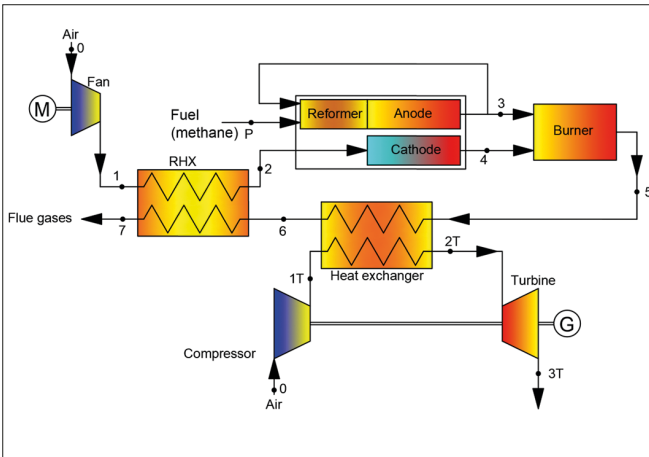 Air
0
Fan
M
Fuel
(methane)
P
Reformer
Anode
3
Burner
Cathode
4
RHX
1
2
5
Flue gases
7
6
Heat exchanger
1T
2T
Turbine
G
Compressor
3T
0
Air